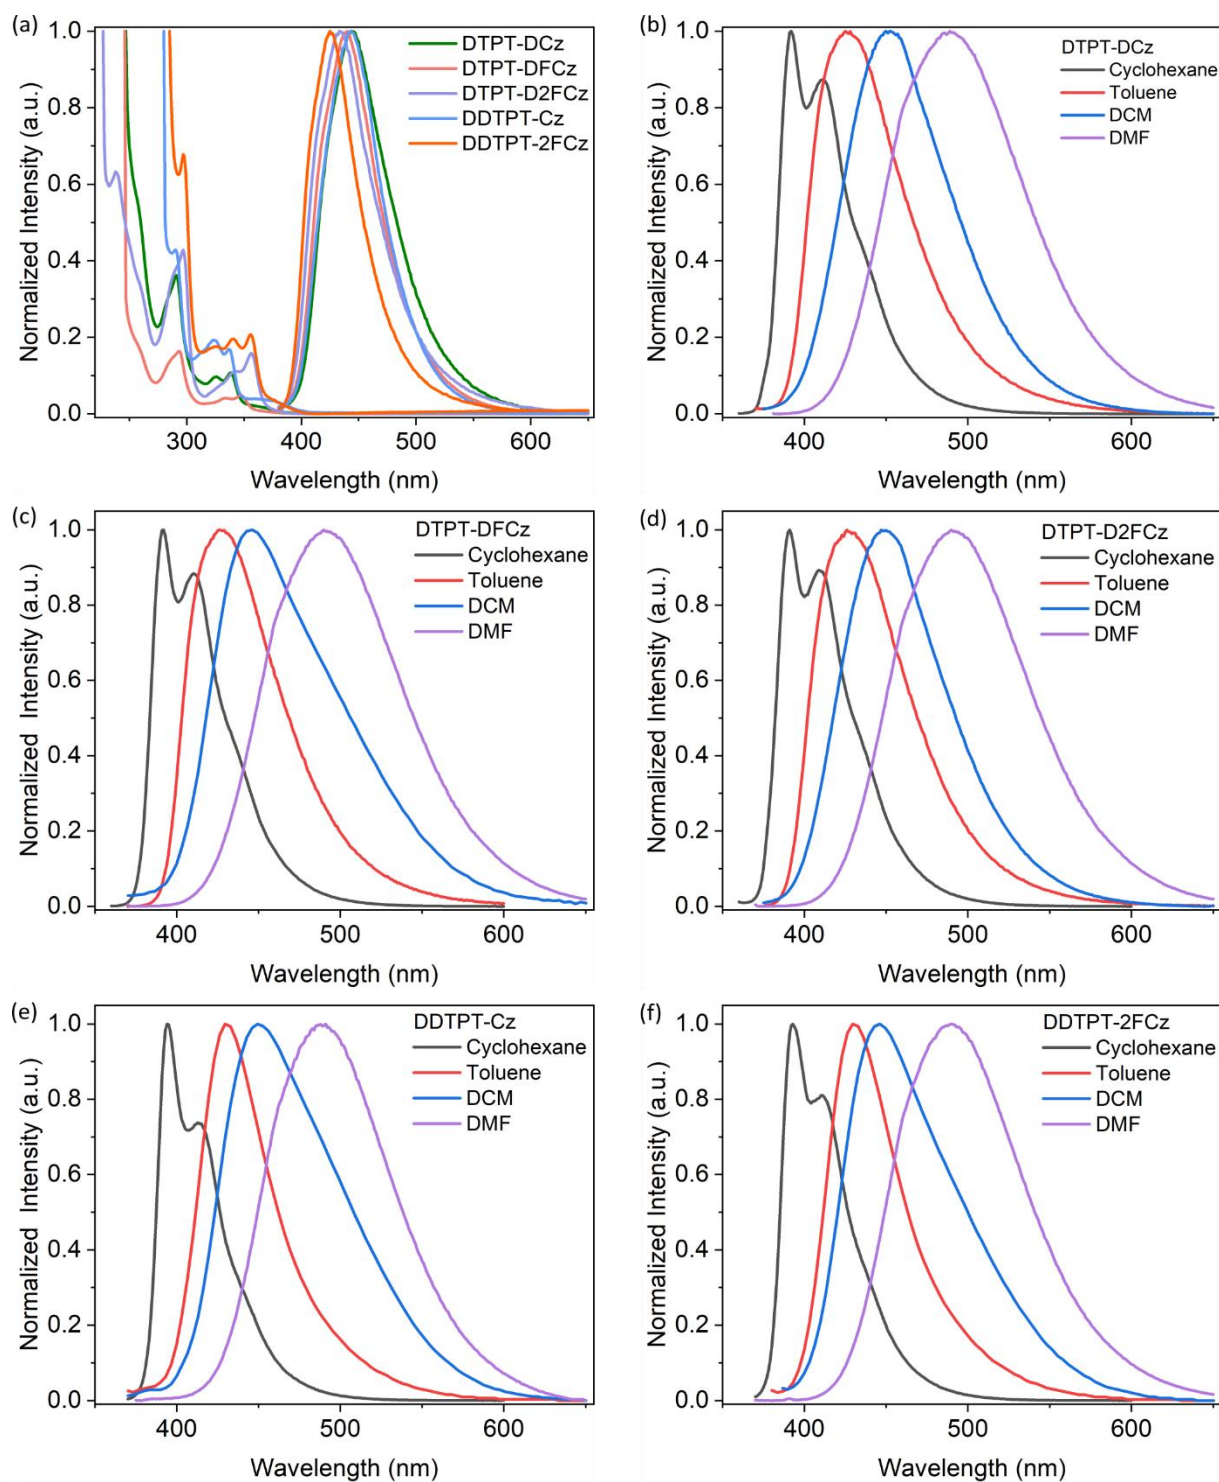 (a)
Normalized Intensity (a.u.)
1.0
0.8
0.6
0.4
0.2
0.0
DTPT-DCz
DTPT-DFCz
DTPT-D2FCz
DDTPT-Cz
DDTPT-2FCz
300 400 500 600
Wavelength (nm)
(b)
Normalized Intensity (a.u.)
1.0
0.8
0.6
0.4
0.2
0.0
DTPT-DCz
Cyclohexane
Toluene
DCM
DMF
400 500 600
Wavelength (nm)
(c)
Normalized Intensity (a.u.)
1.0
0.8
0.6
0.4
0.2
0.0
DTPT-DFCz
Cyclohexane
Toluene
DCM
DMF
400 500 600
Wavelength (nm)
(d)
Normalized Intensity (a.u.)
1.0
0.8
0.6
0.4
0.2
0.0
DTPT-D2FCz
Cyclohexane
Toluene
DCM
DMF
400 500 600
Wavelength (nm)
(e)
Normalized Intensity (a.u.)
1.0
0.8
0.6
0.4
0.2
0.0
DDTPT-Cz
Cyclohexane
Toluene
DCM
DMF
400 500 600
Wavelength (nm)
(f)
Normalized Intensity (a.u.)
1.0
0.8
0.6
0.4
0.2
0.0
DDTPT-2FCz
Cyclohexane
Toluene
DCM
DMF
400 500 600
Wavelength (nm)